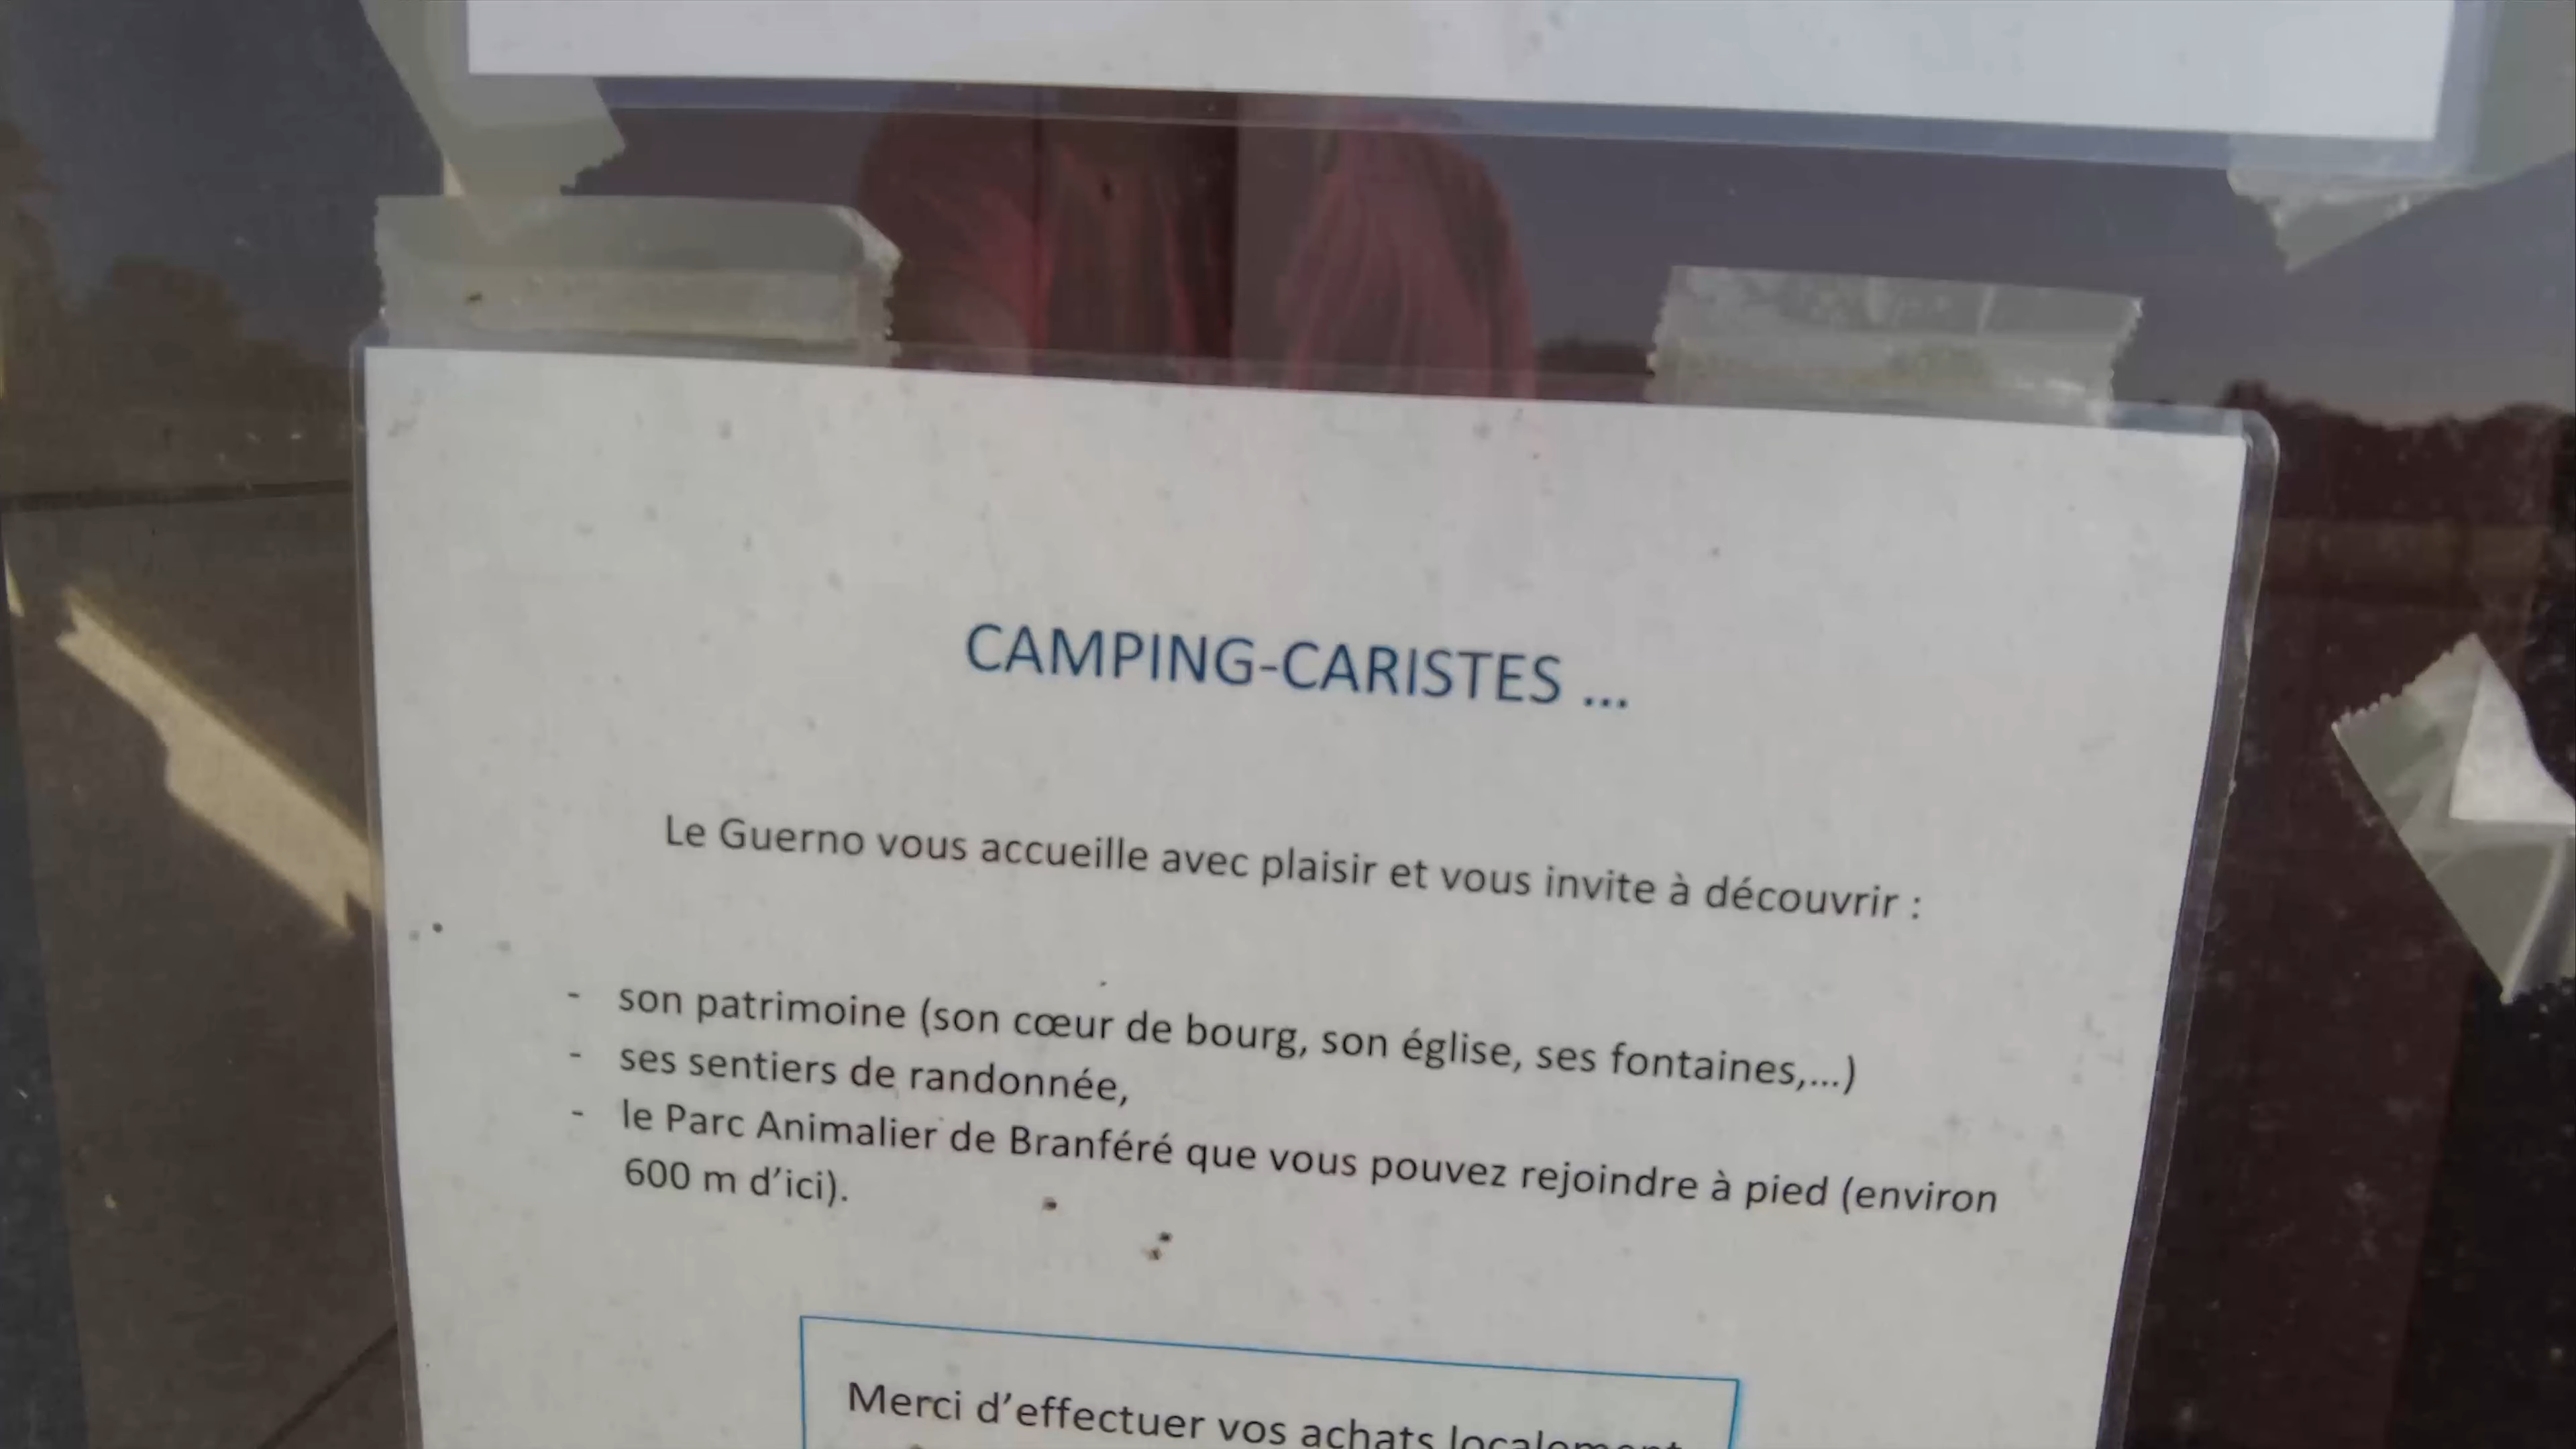 CAMPING-CARISTES ...
Le Guerno vous accueille avec plaisir et vous invite à découvrir :
- son patrimoine (son cœur de bourg, son église, ses fontaines,...)
- ses sentiers de randonnée,
- le Parc Animalier de Branféré que vous pouvez rejoindre à pied (environ
600 m d’ici).
Merci d’effectuer vos achats localement